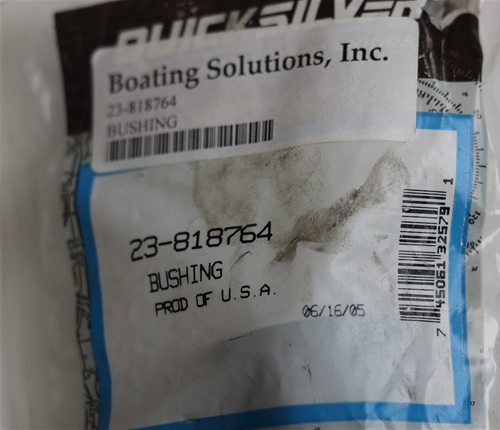 QUICKSILVER
Boating Solutions, Inc.
23-818764
BUSHING
23-818764
BUSHING
PROD OF U.S.A.
06/16/05
7 45061 32579 1